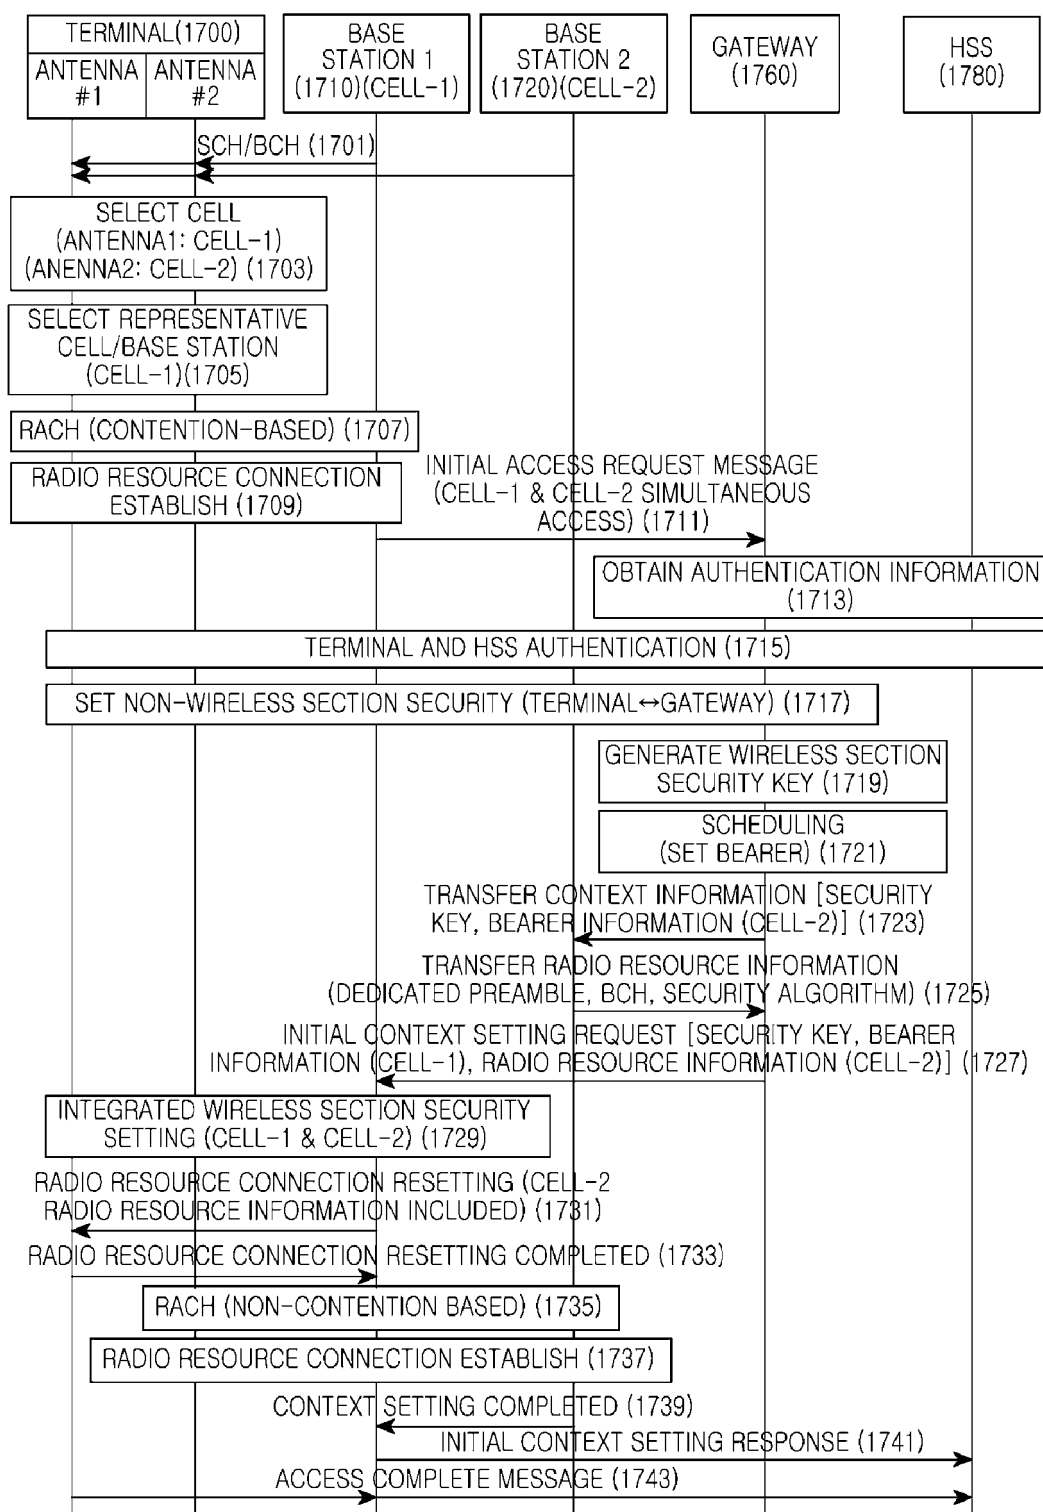 TERMINAL(1700)
ANTENNA
#1
ANTENNA
#2
BASE
STATION 1
(1710)(CELL-1)
BASE
STATION 2
(1720)(CELL-2)
GATEWAY
(1760)
HSS
(1780)
SCH/BCH (1701)
SELECT CELL
(ANTENNA1: CELL-1)
(ANENNA2: CELL-2) (1703)
SELECT REPRESENTATIVE
CELL/BASE STATION
(CELL-1)(1705)
RACH (CONTENTION-BASED) (1707)
RADIO RESOURCE CONNECTION
ESTABLISH (1709)
INITIAL ACCESS REQUEST MESSAGE
(CELL-1 & CELL-2 SIMULTANEOUS
ACCESS) (1711)
OBTAIN AUTHENTICATION INFORMATION
(1713)
TERMINAL AND HSS AUTHENTICATION (1715)
SET NON-WIRELESS SECTION SECURITY (TERMINAL↔GATEWAY) (1717)
GENERATE WIRELESS SECTION
SECURITY KEY (1719)
SCHEDULING
(SET BEARER) (1721)
TRANSFER CONTEXT INFORMATION [SECURITY
KEY, BEARER INFORMATION (CELL-2)] (1723)
TRANSFER RADIO RESOURCE INFORMATION
(DEDICATED PREAMBLE, BCH, SECURITY ALGORITHM) (1725)
INITIAL CONTEXT SETTING REQUEST [SECURITY KEY, BEARER
INFORMATION (CELL-1), RADIO RESOURCE INFORMATION (CELL-2)] (1727)
INTEGRATED WIRELESS SECTION SECURITY
SETTING (CELL-1 & CELL-2) (1729)
RADIO RESOURCE CONNECTION RESETTING (CELL-2
RADIO RESOURCE INFORMATION INCLUDED) (1731)
RADIO RESOURCE CONNECTION RESETTING COMPLETED (1733)
RACH (NON-CONTENTION BASED) (1735)
RADIO RESOURCE CONNECTION ESTABLISH (1737)
CONTEXT SETTING COMPLETED (1739)
INITIAL CONTEXT SETTING RESPONSE (1741)
ACCESS COMPLETE MESSAGE (1743)